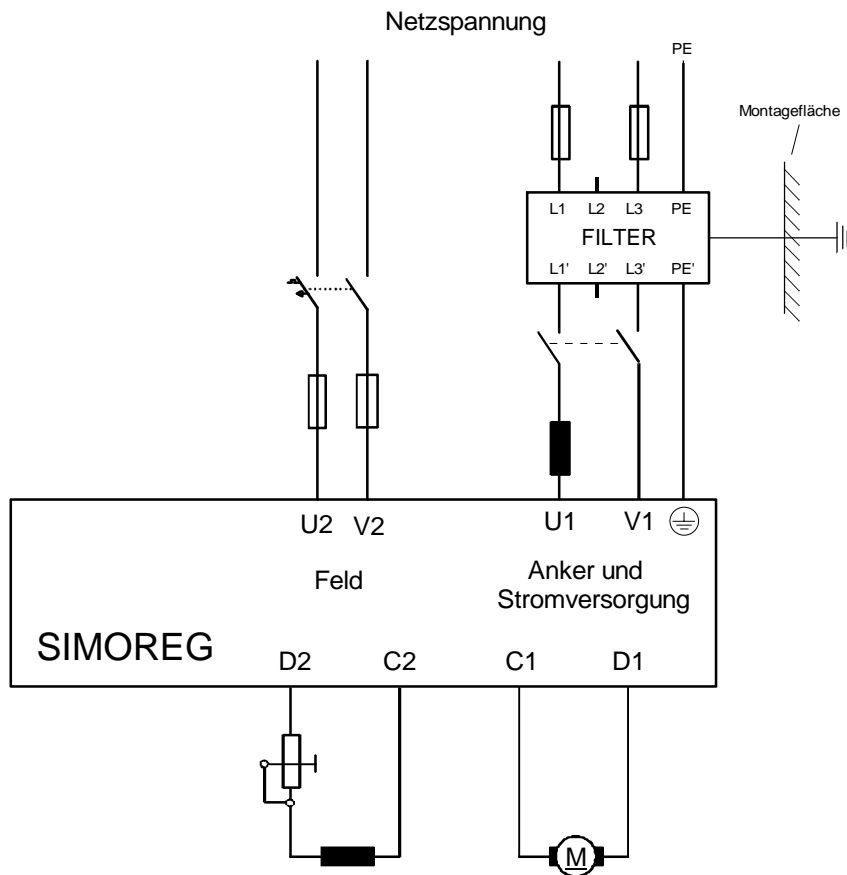 Netzspannung
PE
Montagefläche
L1 L2 L3 PE
FILTER
L1' L2' L3' PE'
U2 V2 U1 V1
Feld
Anker und
Stromversorgung
SIMOREG
D2 C2 C1 D1
M